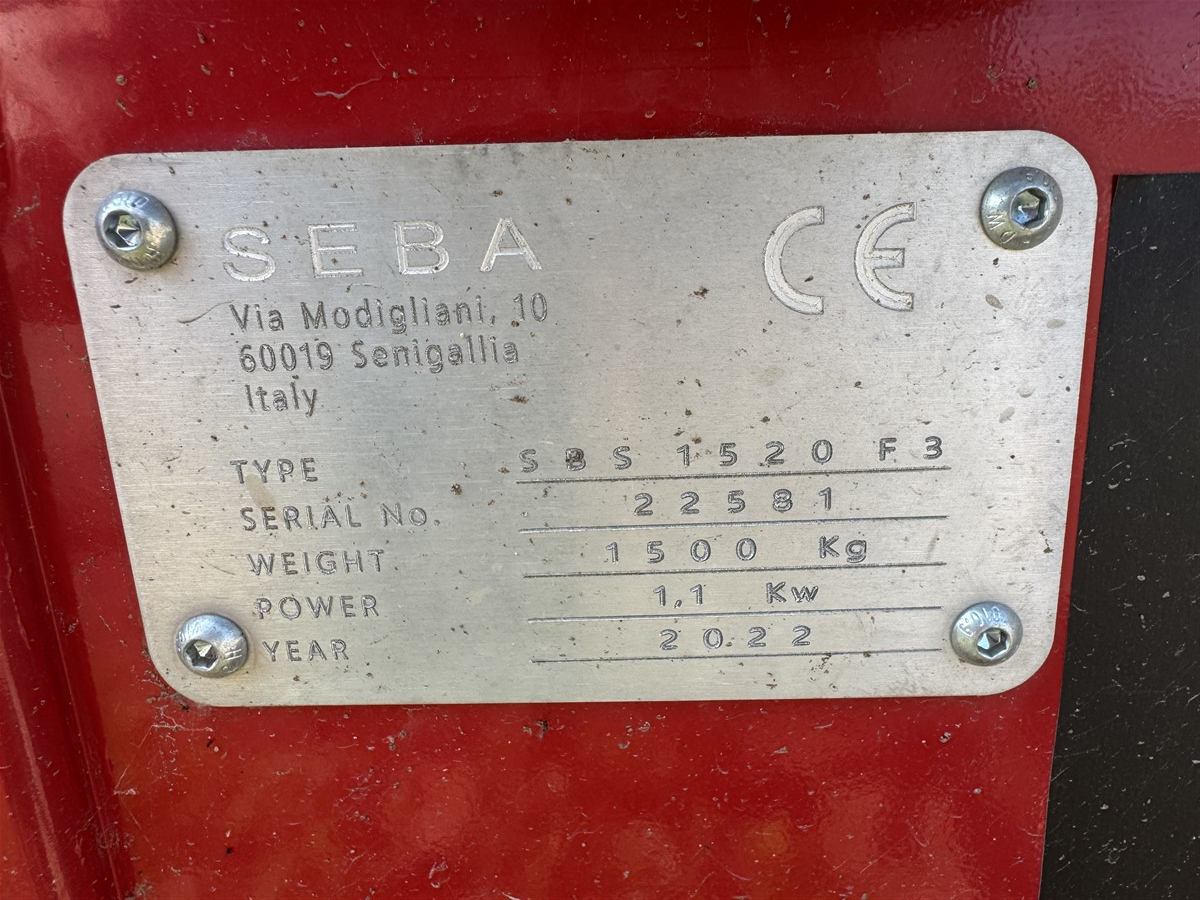 SEBA CE
Via Modigliani, 10
60019 Senigallia
Italy
TYPE SBS 1520 F3
SERIAL No. 22581
WEIGHT 1500 Kg
POWER 1,1 Kw
YEAR 2022